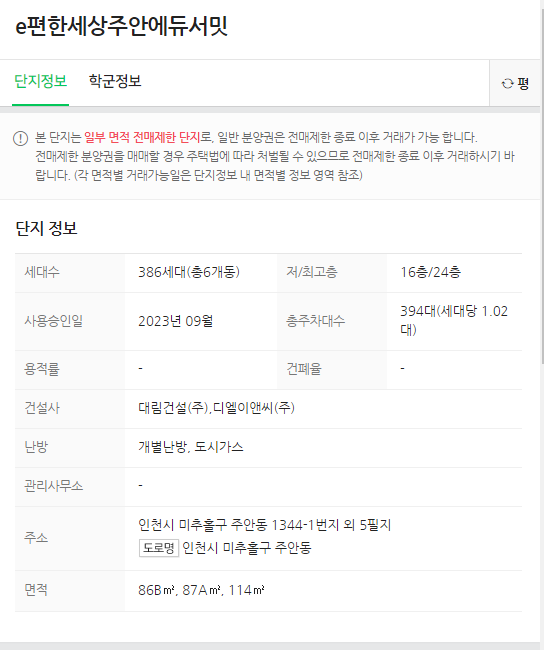 e편한세상주안에듀서밋
단지정보 학군정보 평
본 단지는 일부 면적 전매제한 단지로, 일반 분양권은 전매제한 종료 이후 거래가 가능 합니다.
전매제한 분양권을 매매할 경우 주택법에 따라 처벌될 수 있으므로 전매제한 종료 이후 거래하시기 바
랍니다. (각 면적별 거래가능일은 단지정보 내 면적별 정보 영역 참조)
단지 정보
세대수 386세대(총6개동) 저/최고층 16층/24층
사용승인일 2023년 09월 총주차대수 394대(세대당 1.02
대)
용적률 - 건폐율 -
건설사 대림건설(주),디엘이앤씨(주)
난방 개별난방, 도시가스
관리사무소 -
주소 인천시 미추홀구 주안동 1344-1번지 외 5필지
도로명 인천시 미추홀구 주안동
면적 86B㎡, 87A㎡, 114㎡